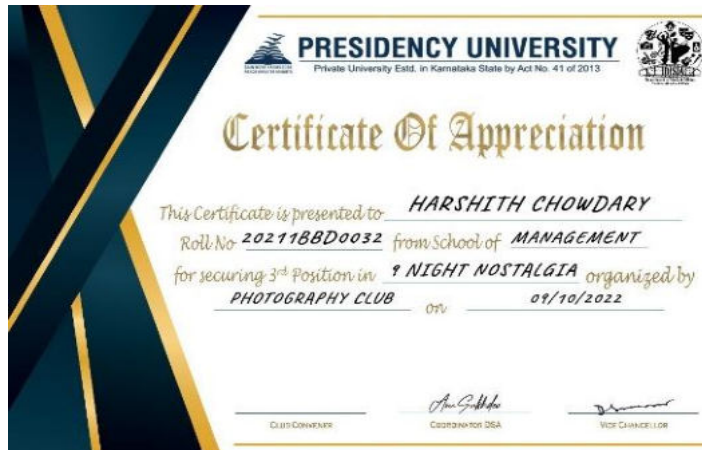 PRESIDENCY UNIVERSITY
Private University Estd. in Karnataka State by Act No. 41 of 2013
Certificate Of Appreciation
This Certificate is presented to HARSHITH CHOWDARY
Roll No 20211BBD0032 from School of MANAGEMENT
for securing 3rd Position in 9 NIGHT NOSTALGIA organized by
PHOTOGRAPHY CLUB on 09/10/2022
CLUB CONVENER COORDINATOR DSA VICE CHANCELLOR